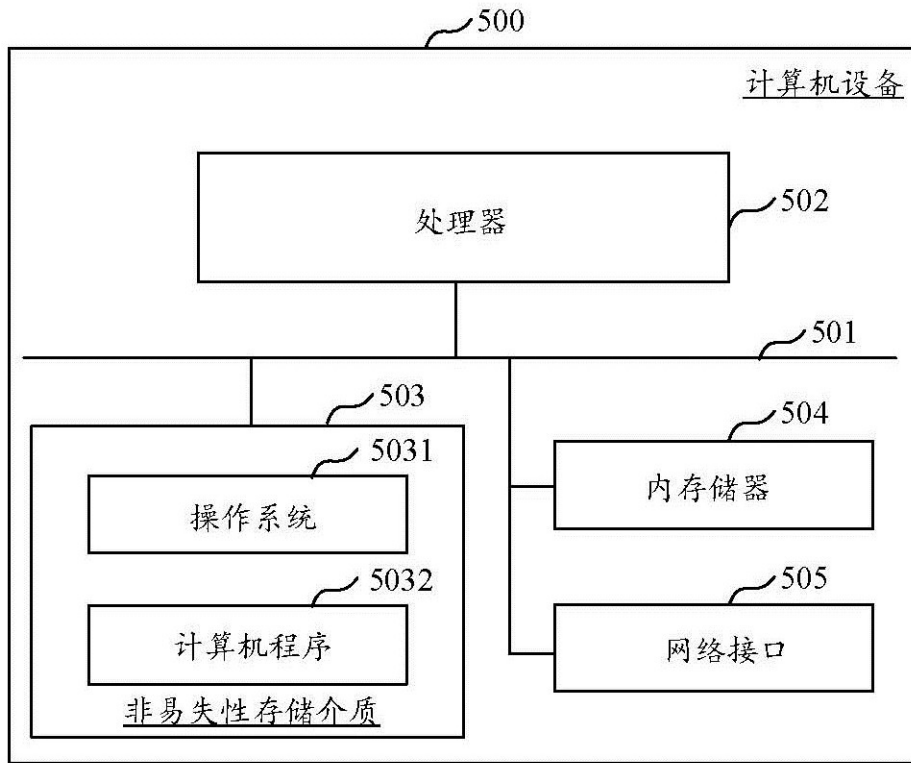 500
计算机设备
处理器
502
501
503
5031
操作系统
5032
计算机程序
非易失性存储介质
504
内存储器
505
网络接口